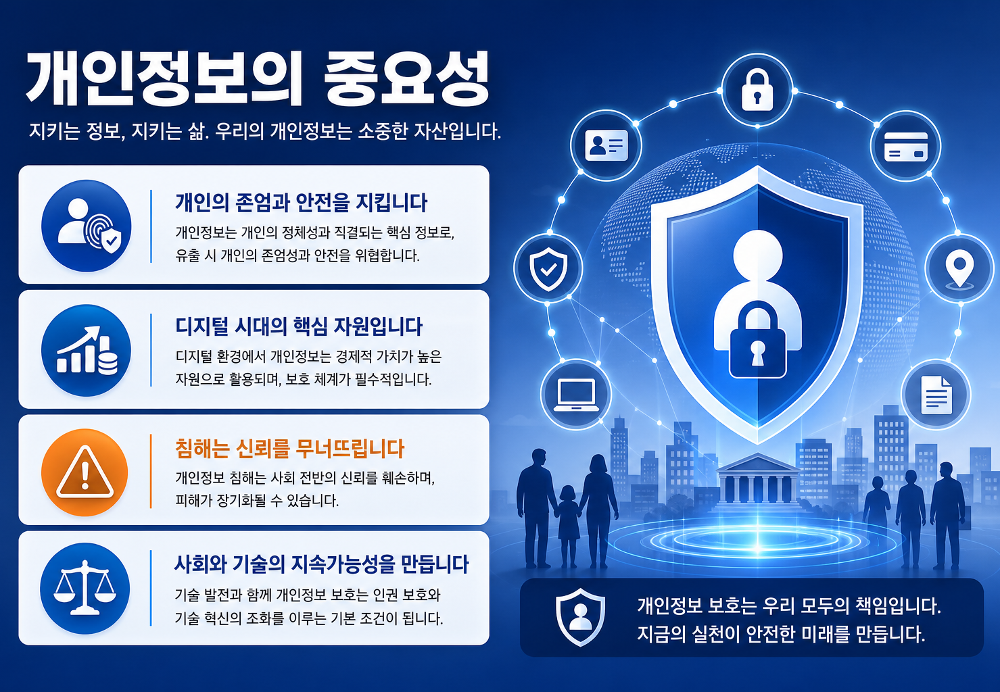 개인정보의 중요성
지키는 정보, 지키는 삶. 우리의 개인정보는 소중한 자산입니다.
개인의 존엄과 안전을 지킵니다
개인정보는 개인의 정체성과 직결되는 핵심 정보로,
유출 시 개인의 존엄성과 안전을 위협합니다.
디지털 시대의 핵심 자원입니다
디지털 환경에서 개인정보는 경제적 가치가 높은
자원으로 활용되며, 보호 체계가 필수적입니다.
침해는 신뢰를 무너뜨립니다
개인정보 침해는 사회 전반의 신뢰를 훼손하며,
피해가 장기화될 수 있습니다.
사회와 기술의 지속가능성을 만듭니다
기술 발전과 함께 개인정보 보호는 인권 보호와
기술 혁신의 조화를 이루는 기본 조건이 됩니다.
개인정보 보호는 우리 모두의 책임입니다.
지금의 실천이 안전한 미래를 만듭니다.